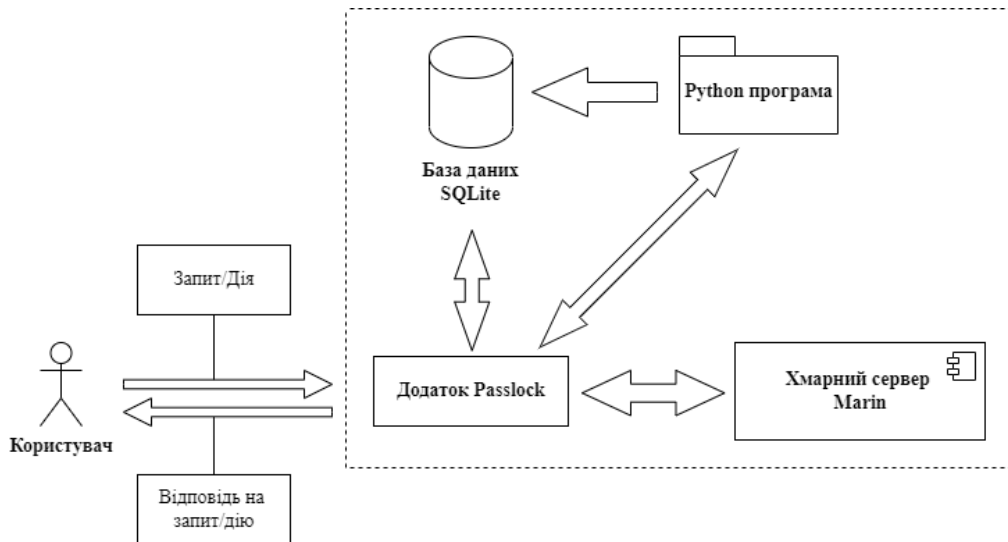 Python програма
База даних
SQLite
Запит/Дія
Додаток Passlock
Хмарний сервер
Marin
Користувач
Відповідь на
запит/дію